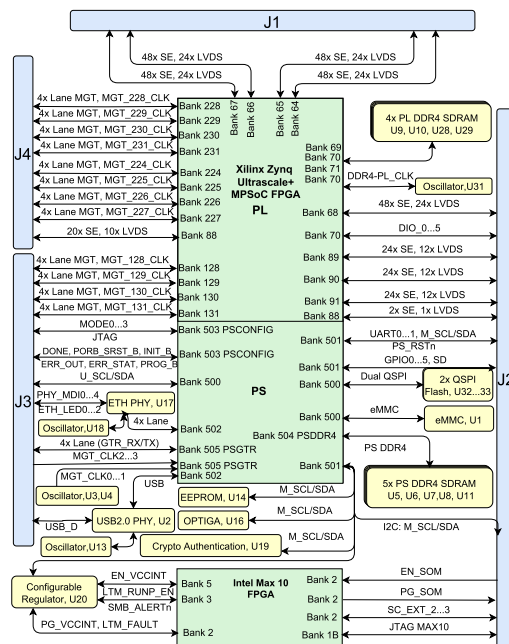 J1
48x SE, 24x LVDS
48x SE, 24x LVDS
48x SE, 24x LVDS
48x SE, 24x LVDS
Bank 67
Bank 66
Bank 65
Bank 64
J4
4x Lane MGT, MGT_228_CLK
4x Lane MGT, MGT_229_CLK
4x Lane MGT, MGT_230_CLK
4x Lane MGT, MGT_231_CLK
4x Lane MGT, MGT_224_CLK
4x Lane MGT, MGT_225_CLK
4x Lane MGT, MGT_226_CLK
4x Lane MGT, MGT_227_CLK
20x SE, 10x LVDS
Bank 228
Bank 229
Bank 230
Bank 231
Bank 224
Bank 225
Bank 226
Bank 227
Bank 88
Xilinx Zynq
Ultrascale+
MPSoC FPGA
PL
Bank 69
Bank 70
Bank 71
Bank 70
Bank 68
Bank 70
Bank 89
Bank 90
Bank 91
Bank 88
4x PL DDR4 SDRAM
U9, U10, U28, U29
DDR4-PL_CLK
Oscillator,U31
48x SE, 24x LVDS
DIO_0...5
24x SE, 12x LVDS
24x SE, 12x LVDS
24x SE, 12x LVDS
2x SE, 1x LVDS
J2
J3
4x Lane MGT, MGT_128_CLK
4x Lane MGT, MGT_129_CLK
4x Lane MGT, MGT_130_CLK
4x Lane MGT, MGT_131_CLK
Bank 128
Bank 129
Bank 130
Bank 131
MODE0...3
JTAG
DONE, PORB_SRST_B, INIT_B
ERR_OUT, ERR_STAT, PROG_B
U_SCL/SDA
PHY_MDI0...4
ETH_LED0...2
ETH PHY, U17
Oscillator,U18
4x Lane
4x Lane (GTR_RX/TX)
MGT_CLK2...3
MGT_CLK0...1
Oscillator,U3,U4
USB
USB_D
USB2.0 PHY, U2
Oscillator,U13
Bank 503 PSCONFIG
Bank 503 PSCONFIG
Bank 500
Bank 502
Bank 505 PSGTR
Bank 505 PSGTR
Bank 502
PS
Bank 501
Bank 501
Bank 500
Bank 500
Bank 504 PSDDR4
Bank 501
UART0...1, M_SCL/SDA
PS_RSTn
GPIO0...5, SD
Dual QSPI
2x QSPI
Flash, U32...33
eMMC
eMMC, U1
PS DDR4
5x PS DDR4 SDRAM
U5, U6, U7,U8, U11
EEPROM, U14
M_SCL/SDA
OPTIGA, U16
M_SCL/SDA
Crypto Authentication, U19
M_SCL/SDA
I2C: M_SCL/SDA
Configurable
Regulator, U20
EN_VCCINT
LTM_RUNP_EN
SMB_ALERTn
PG_VCCINT, LTM_FAULT
Bank 5
Bank 3
Bank 2
Intel Max 10
FPGA
Bank 2
Bank 2
Bank 2
Bank 1B
EN_SOM
PG_SOM
SC_EXT_2...3
JTAG MAX10